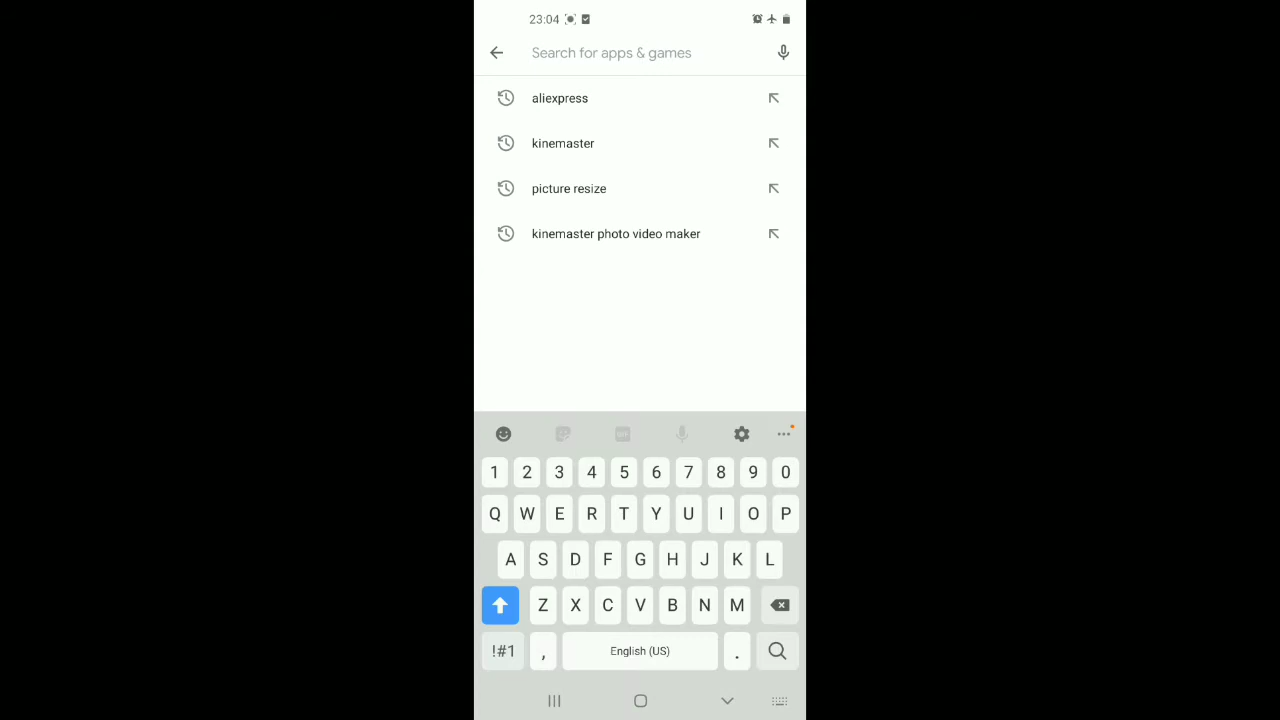 23:04
Search for apps & games
aliexpress
kinemaster
picture resize
kinemaster photo video maker
GIF
1 2 3 4 5 6 7 8 9 0
Q W E R T Y U I O P
A S D F G H J K L
Z X C V B N M
!#1 , English (US) .